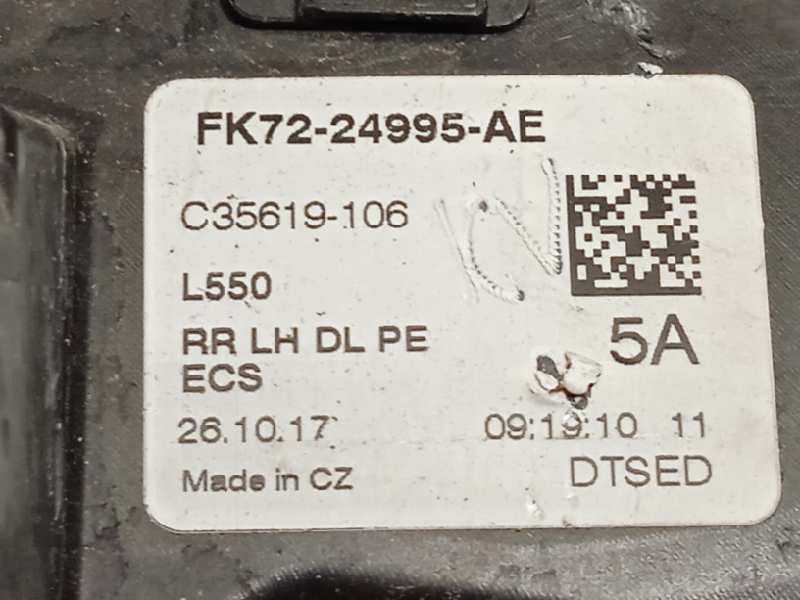 FK72-24995-AE
C35619-106
L550
RR LH DL PE 5A
ECS
26.10.17 09:19:10 11
Made in CZ DTSED